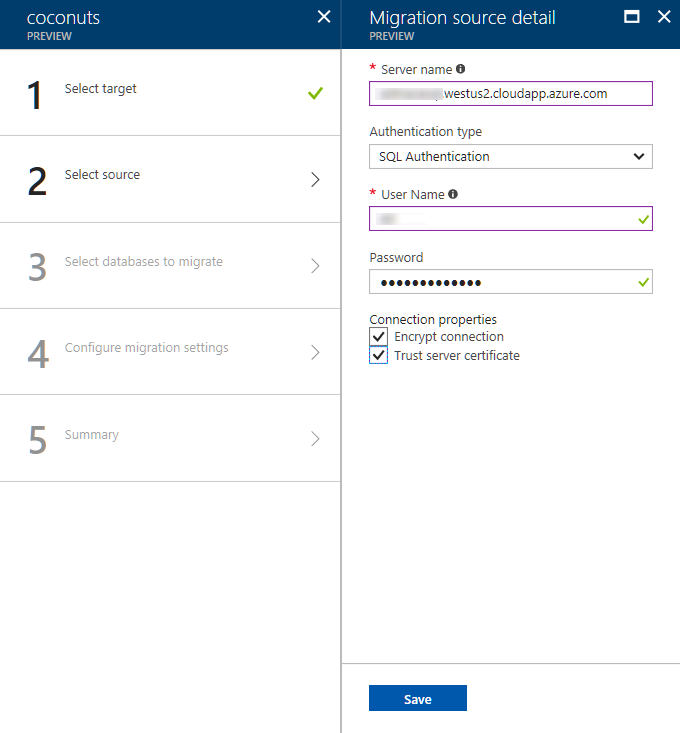 coconuts
PREVIEW
1 Select target
2 Select source
3 Select databases to migrate
4 Configure migration settings
5 Summary
Migration source detail
PREVIEW
* Server name
.westus2.cloudapp.azure.com
Authentication type
SQL Authentication
* User Name
Password
•••••••••••••
Connection properties
Encrypt connection
Trust server certificate
Save